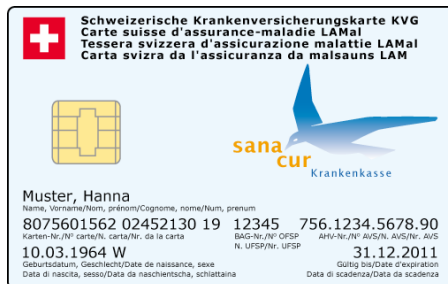 Schweizerische Krankenversicherungskarte KVG
Carte suisse d'assurance-maladie LAMal
Tessera svizzera d'assicurazione malattie LAMal
Carta svizra da l'assicuranza da malsauns LAM
sana
cur
Krankenkasse
Muster, Hanna
Name, Vorname/Nom, prénom/Cognome, nome/Num, prenum
8075601562 02452130 19 12345 756.1234.5678.90
Karten-Nr./N° carte/N. carta/Nr. da la carta BAG-Nr./N° OFSP AHV-Nr./N° AVS/N. AVS/Nr. AVS
N. UFSP/Nr. UFSP
10.03.1964 W 31.12.2011
Geburtsdatum, Geschlecht/Date de naissance, sexe Gültig bis/Date d'expiration
Data di nascita, sesso/Data da naschientscha, schlattaina Data di scadenza/Data da scadenza